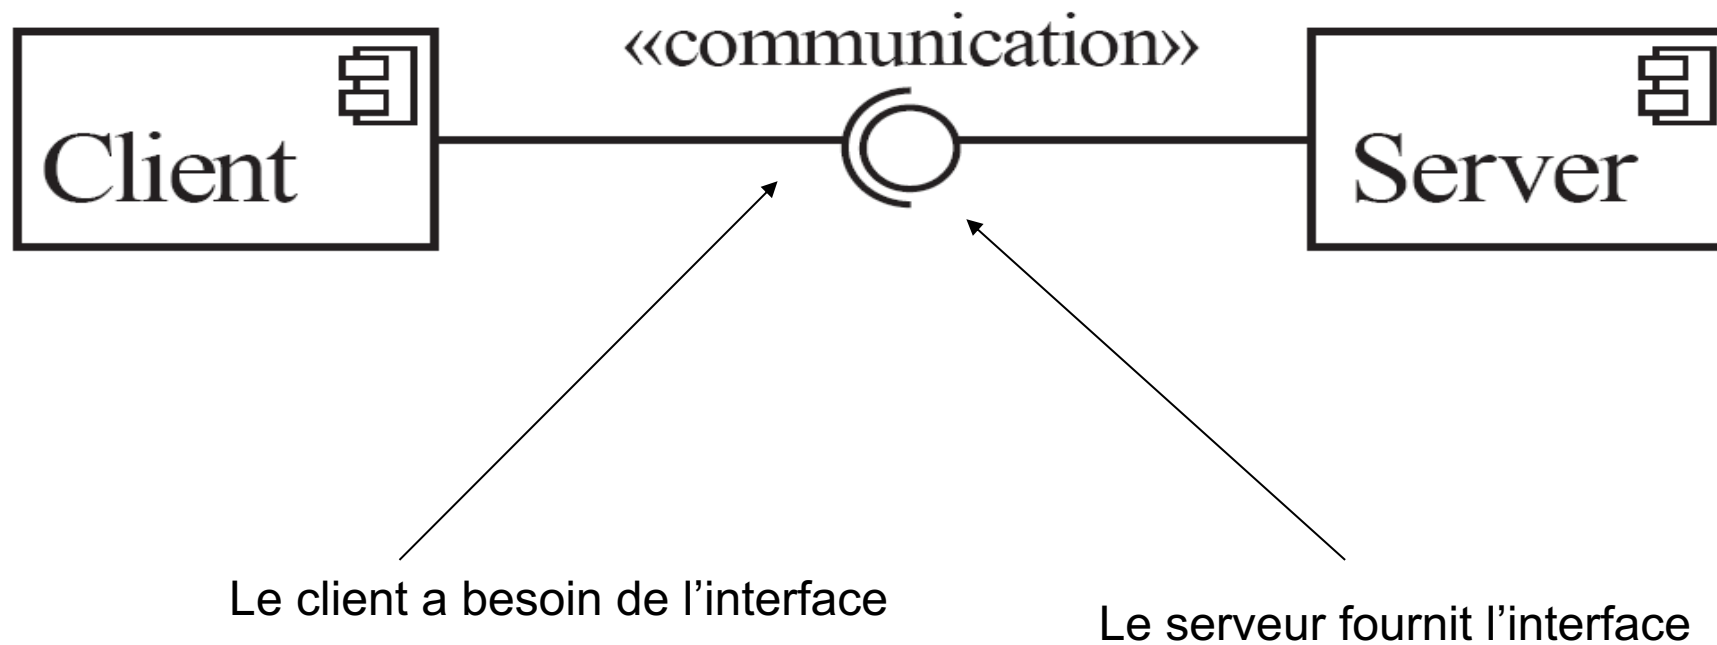 «communication»
Client
Server
Le client a besoin de l’interface
Le serveur fournit l’interface